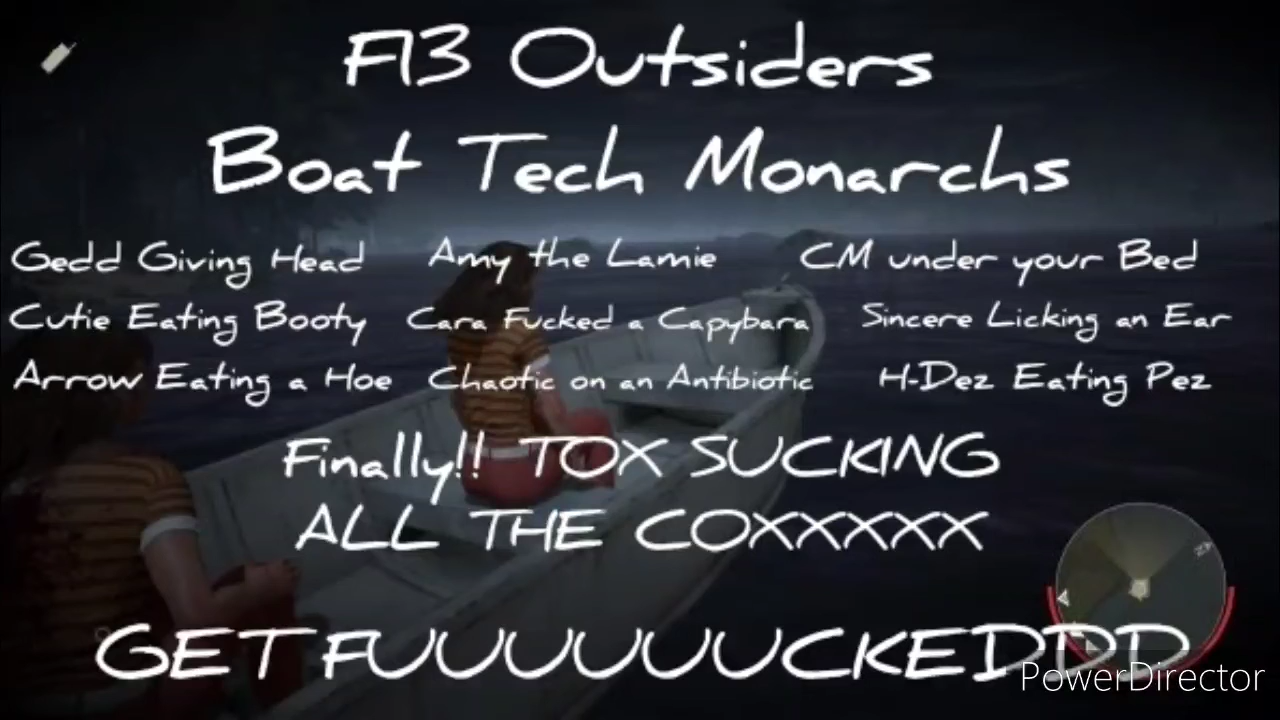 F13 Outsiders
Boat Tech Monarchs
Gedd Giving Head Amy the Lamie CM under your Bed
Cutie Eating Booty Cara Fucked a Capybara Sincere Licking an Ear
Arrow Eating a Hoe Chaotic on an Antibiotic H-Dez Eating Pez
Finally!! TOX SUCKING
ALL THE COXXXXX
GET FUUUUUUCKEDDD
PowerDirector